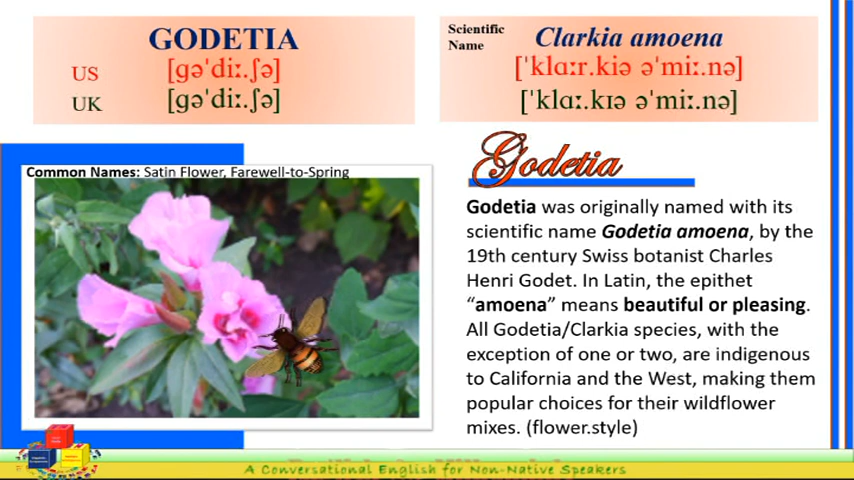 GODETIA
US [gəˈdiː.ʃə]
UK [gəˈdiː.ʃə]
Scientific
Name
Clarkia amoena
[ˈklɑːr.kiə əˈmiː.nə]
[ˈklɑː.kɪə əˈmiː.nə]
Common Names: Satin Flower, Farewell-to-Spring
Godetia
Godetia was originally named with its
scientific name Godetia amoena, by the
19th century Swiss botanist Charles
Henri Godet. In Latin, the epithet
“amoena” means beautiful or pleasing.
All Godetia/Clarkia species, with the
exception of one or two, are indigenous
to California and the West, making them
popular choices for their wildflower
mixes. (flower.style)
A Conversational English for Non-Native Speakers